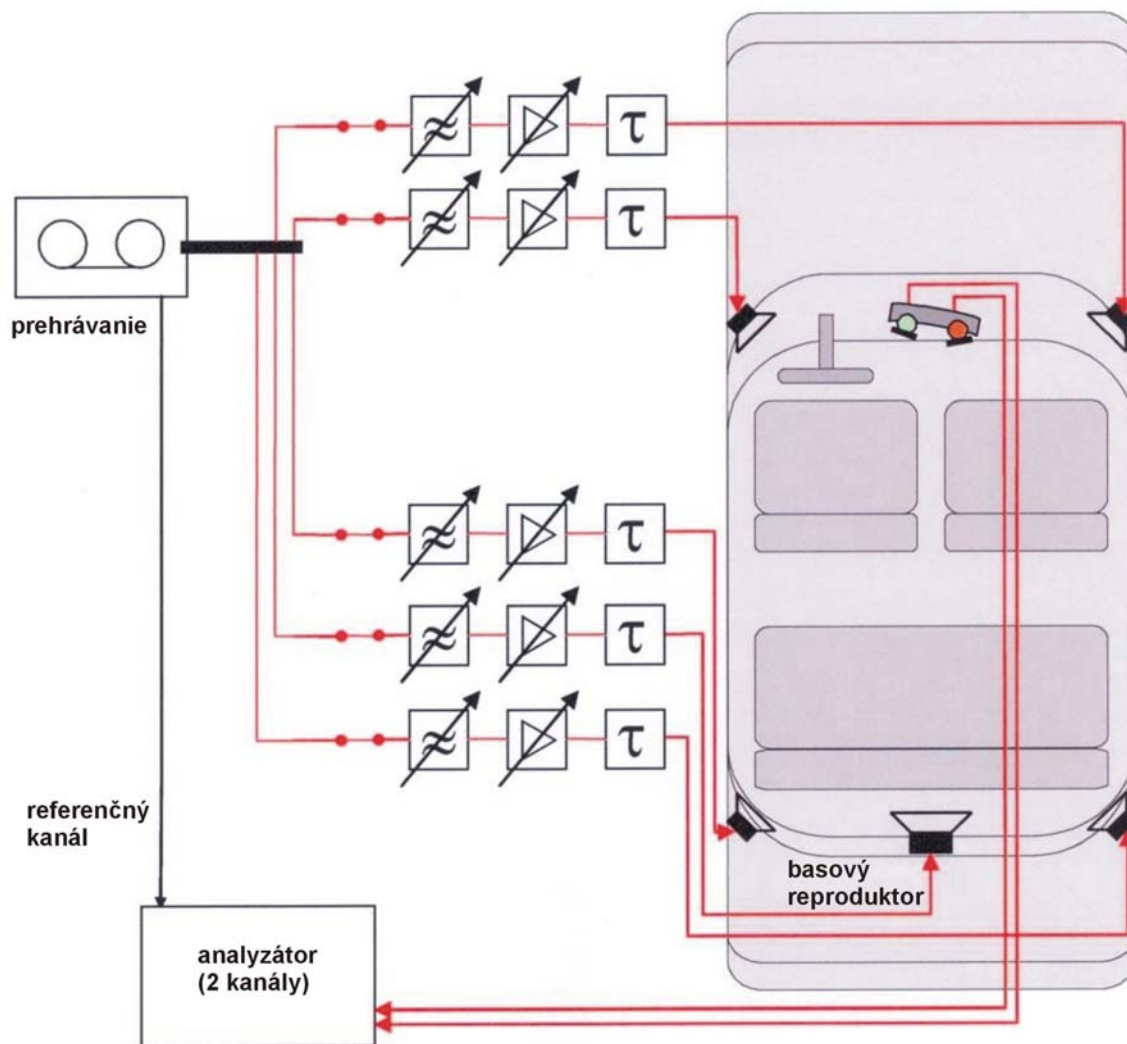 τ
τ
prehrávanie
τ
τ
τ
referenčný
kanál
basový
reproduktor
analyzátor
(2 kanály)